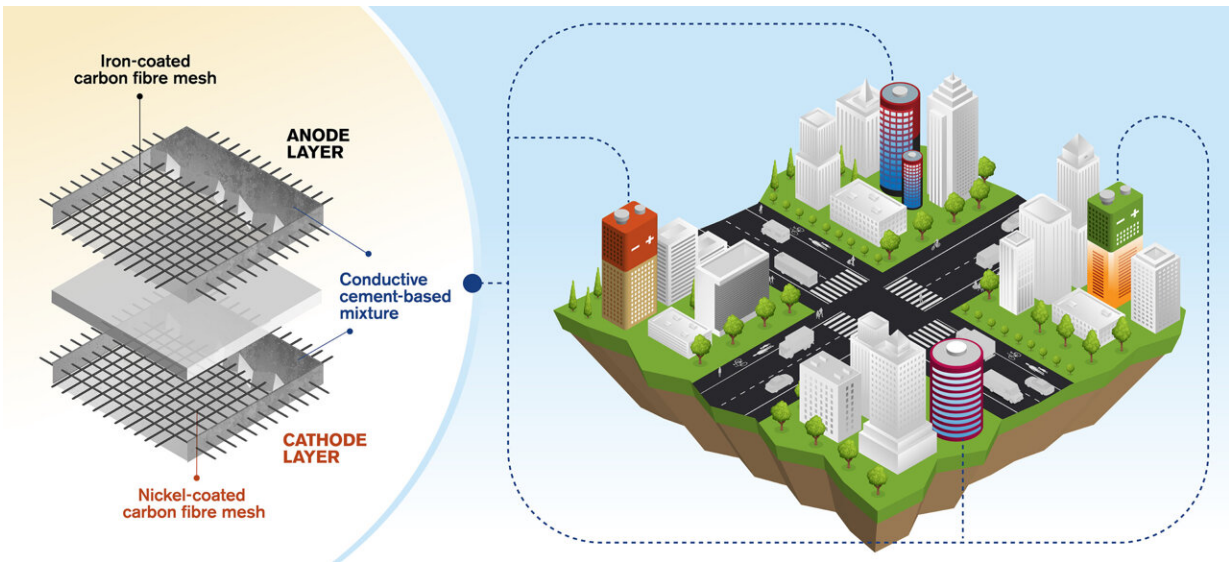 Iron-coated
carbon fibre mesh
ANODE
LAYER
Conductive
cement-based
mixture
CATHODE
LAYER
Nickel-coated
carbon fibre mesh
− +
− +